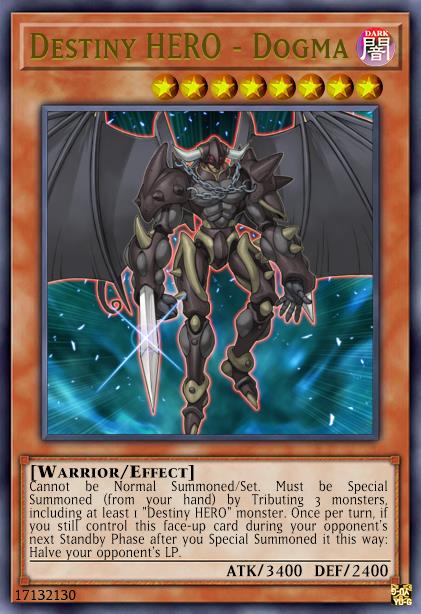 DESTINY HERO - DOGMA
DARK
闇
[WARRIOR/EFFECT]
Cannot be Normal Summoned/Set. Must be Special
Summoned (from your hand) by Tributing 3 monsters,
including at least 1 "Destiny HERO" monster. Once per turn, if
you still control this face-up card during your opponent's
next Standby Phase after you Special Summoned it this way:
Halve your opponent's LP.
ATK/3400 DEF/2400
17132130